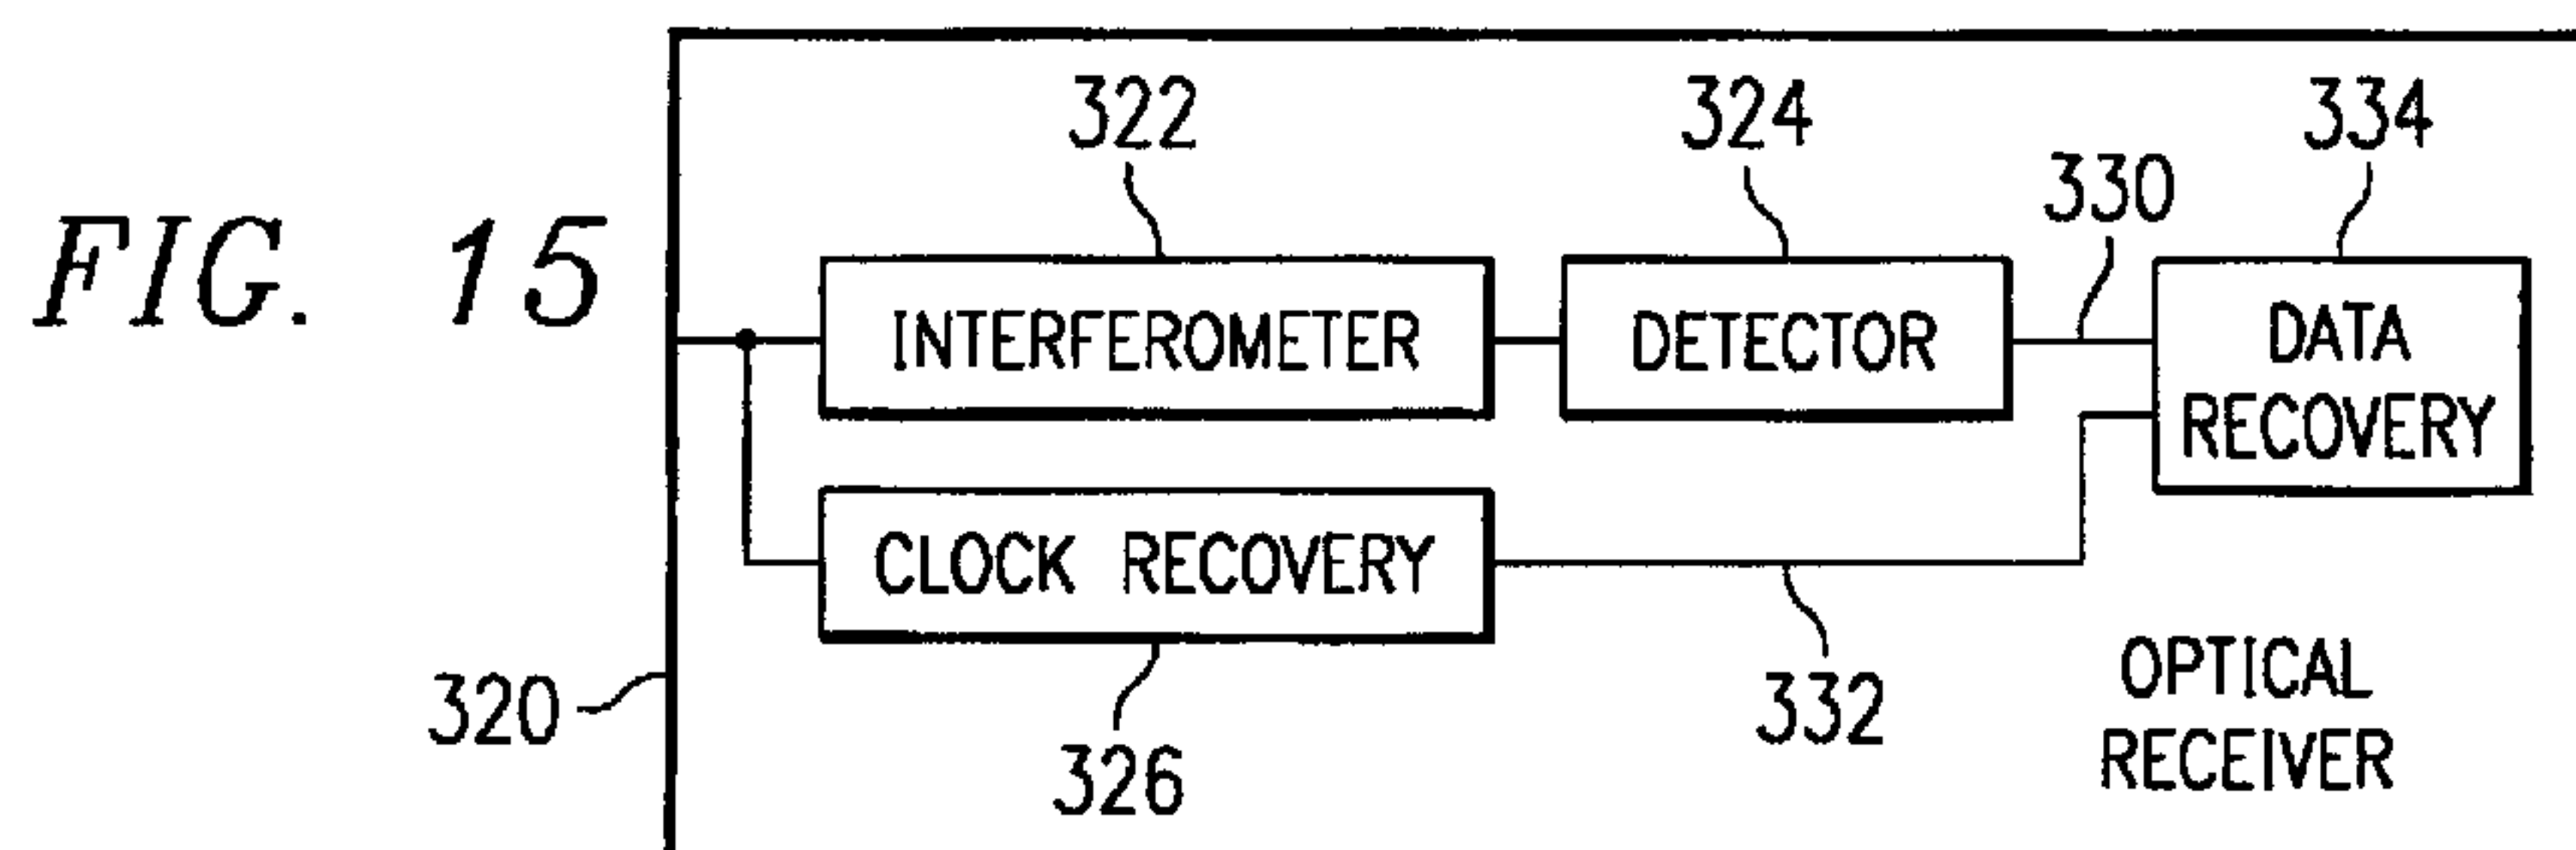 FIG. 15
322
324
334
330
INTERFEROMETER
DETECTOR
DATA
RECOVERY
CLOCK RECOVERY
320
326
332
OPTICAL
RECEIVER